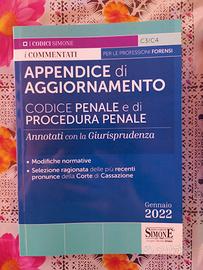 I CODICI SIMONE
C3/C4
i COMMENTATI
PER LE PROFESSIONI FORENSI
APPENDICE di
AGGIORNAMENTO
CODICE PENALE e di
PROCEDURA PENALE
Annotati con la Giurisprudenza
• Modifiche normative
• Selezione ragionata delle più recenti
pronunce della Corte di Cassazione
Gennaio
2022
SIMONE